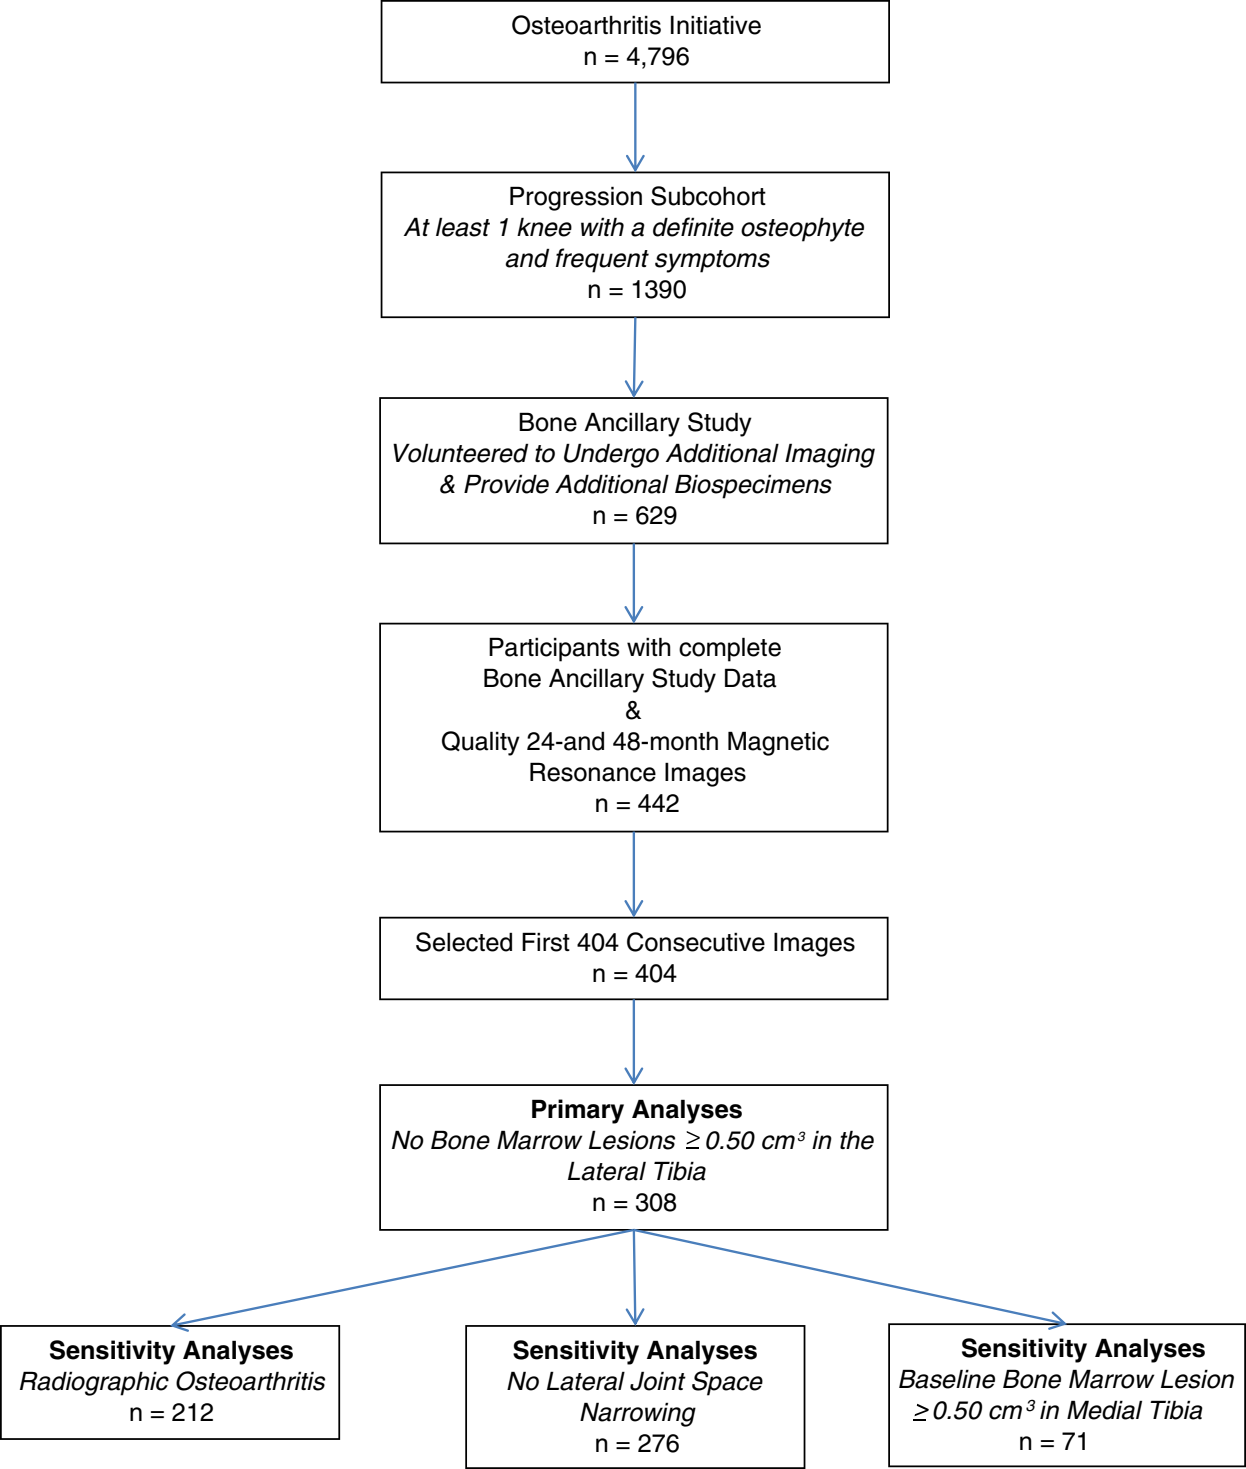 Osteoarthritis Initiative
n = 4,796
Progression Subcohort
At least 1 knee with a definite osteophyte
and frequent symptoms
n = 1390
Bone Ancillary Study
Volunteered to Undergo Additional Imaging
& Provide Additional Biospecimens
n = 629
Participants with complete
Bone Ancillary Study Data
&
Quality 24-and 48-month Magnetic
Resonance Images
n = 442
Selected First 404 Consecutive Images
n = 404
Primary Analyses
No Bone Marrow Lesions ≥ 0.50 cm³ in the
Lateral Tibia
n = 308
Sensitivity Analyses
Radiographic Osteoarthritis
n = 212
Sensitivity Analyses
No Lateral Joint Space
Narrowing
n = 276
Sensitivity Analyses
Baseline Bone Marrow Lesion
≥ 0.50 cm³ in Medial Tibia
n = 71